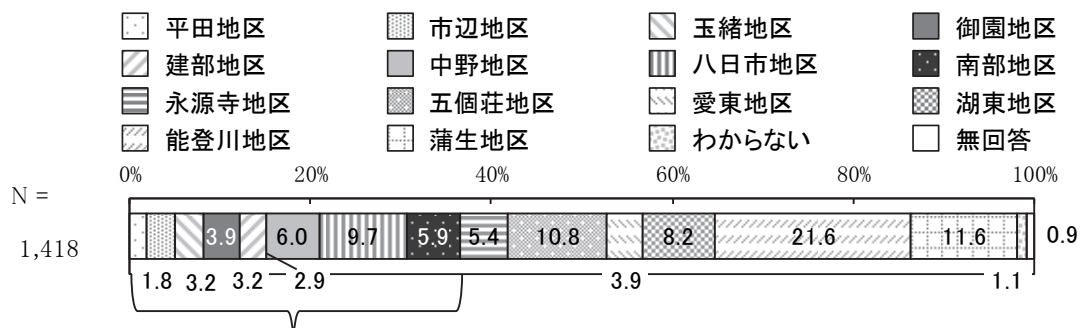 平田地区 市辺地区 玉緒地区 御園地区
建部地区 中野地区 八日市地区 南部地区
永源寺地区 五個荘地区 愛東地区 湖東地区
能登川地区 蒲生地区 わからない 無回答
0% 20% 40% 60% 80% 100%
N =
1,418
3.9 6.0 9.7 5.9 5.4 10.8 8.2 21.6 11.6 0.9
1.8 3.2 3.2 2.9 3.9 1.1